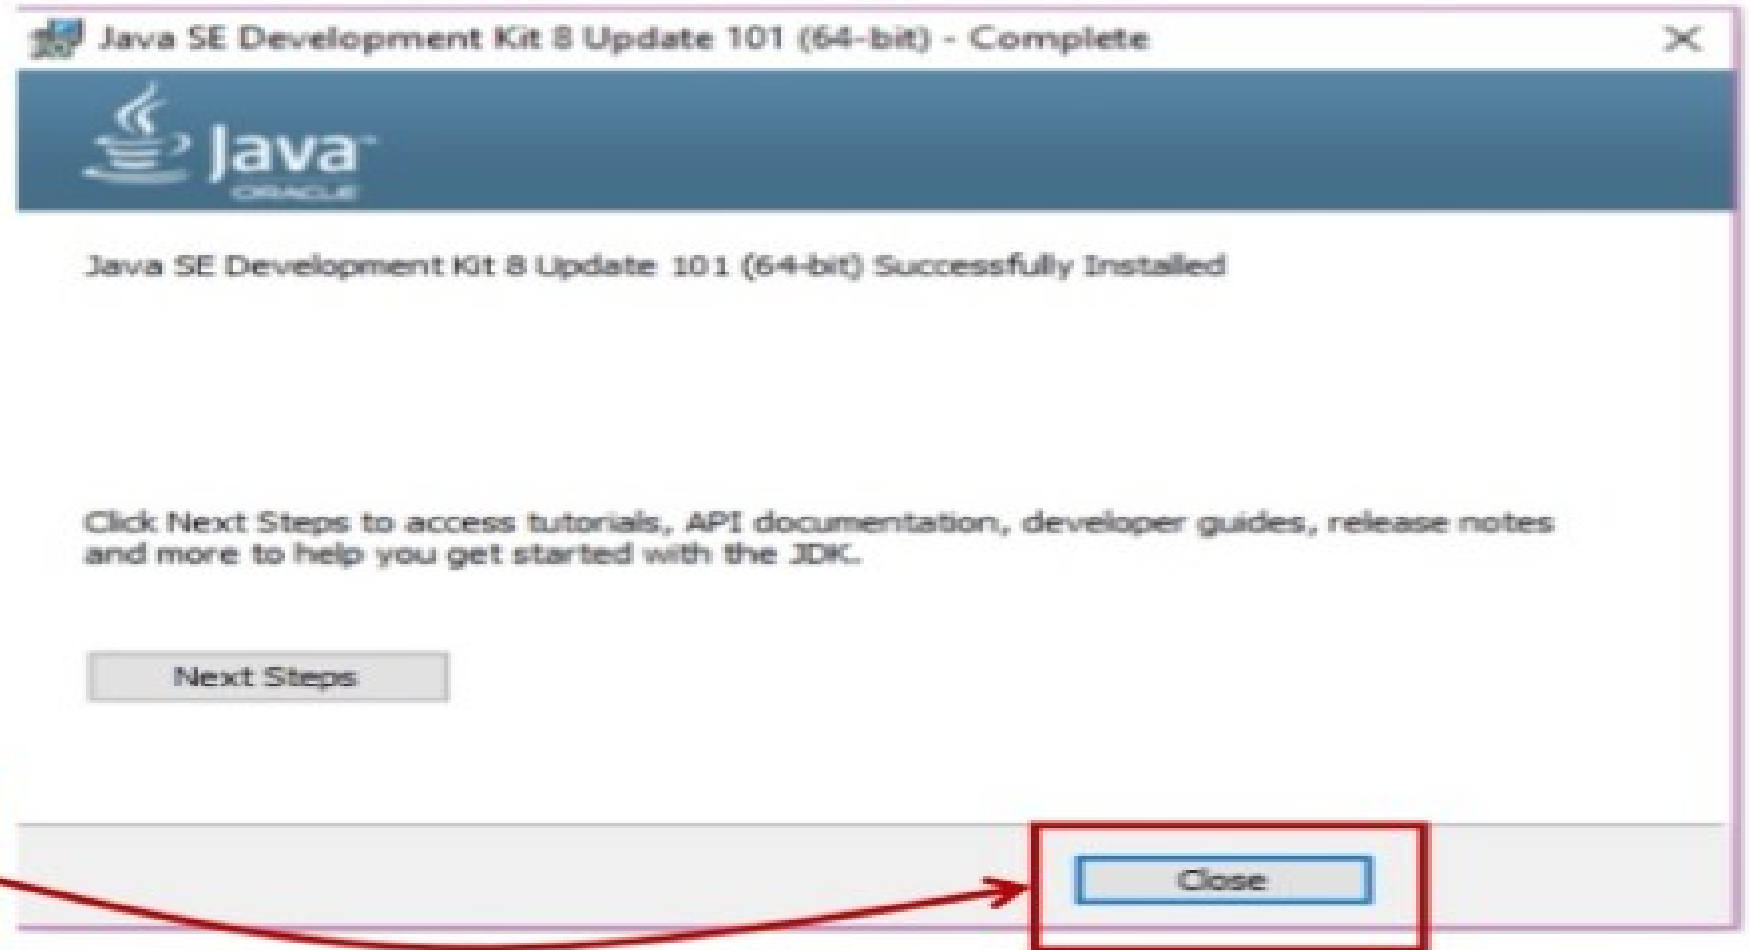 Java SE Development Kit 8 Update 101 (64-bit) - Complete
Java™
ORACLE
Java SE Development Kit 8 Update 101 (64-bit) Successfully Installed
Click Next Steps to access tutorials, API documentation, developer guides, release notes
and more to help you get started with the JDK.
Next Steps
Close